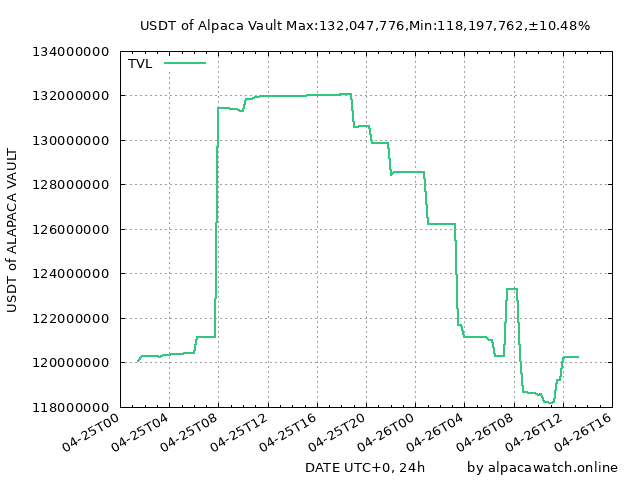 USDT of Alpaca Vault Max:132,047,776,Min:118,197,762,±10.48%
TVL
134000000
132000000
130000000
128000000
126000000
124000000
122000000
120000000
118000000
USDT of ALAPACA VAULT
04-25T00
04-25T04
04-25T08
04-25T12
04-25T16
04-25T20
04-26T00
04-26T04
04-26T08
04-26T12
04-26T16
DATE UTC+0, 24h
by alpacawatch.online